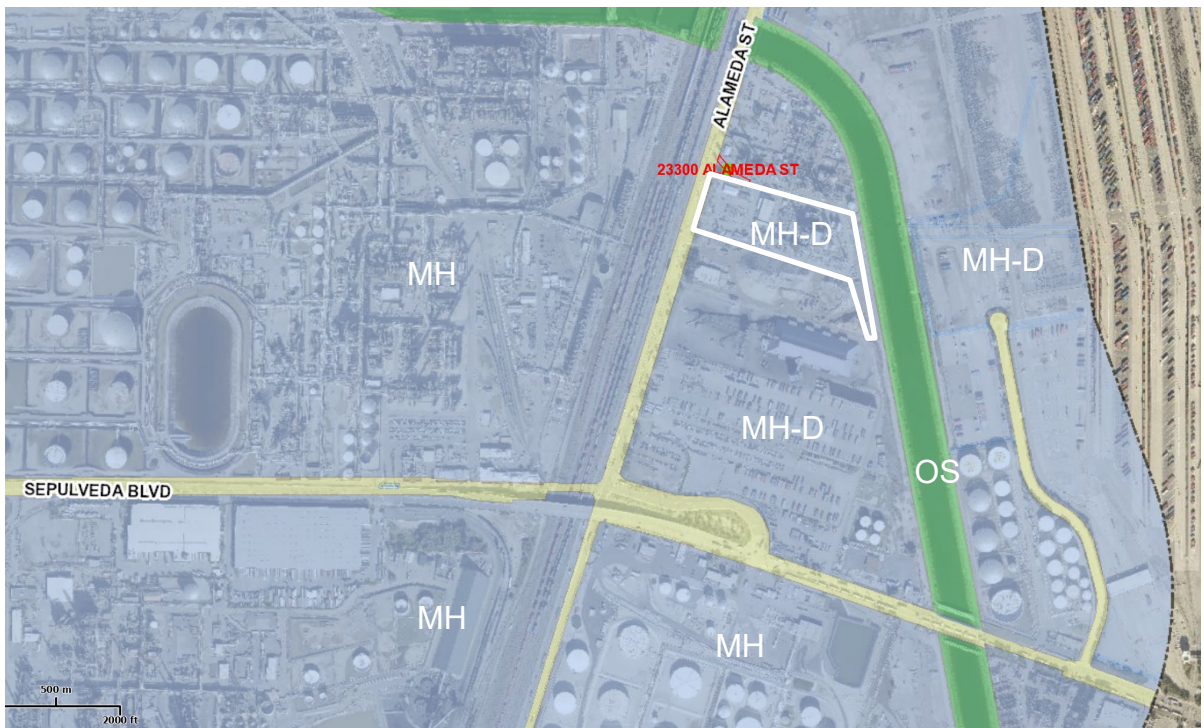 ALAMEDA ST
23300 ALAMEDA ST
MH-D
MH
MH-D
MH-D
OS
SEPULVEDA BLVD
MH
MH
500 m
2000 ft